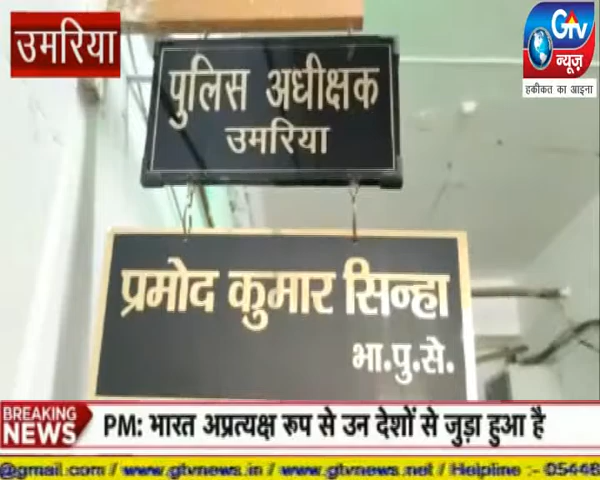 उमरिया
Gtv
न्यूज़
हकीकत का आइना
पुलिस अधीक्षक
उमरिया
प्रमोद कुमार सिन्हा
भा.पु.से.
BREAKING
NEWS
PM: भारत अप्रत्यक्ष रूप से उन देशों से जुड़ा हुआ है
@gmail.com / www.gtvnews.in / www.gtvnews.net / Helpline :- 05448